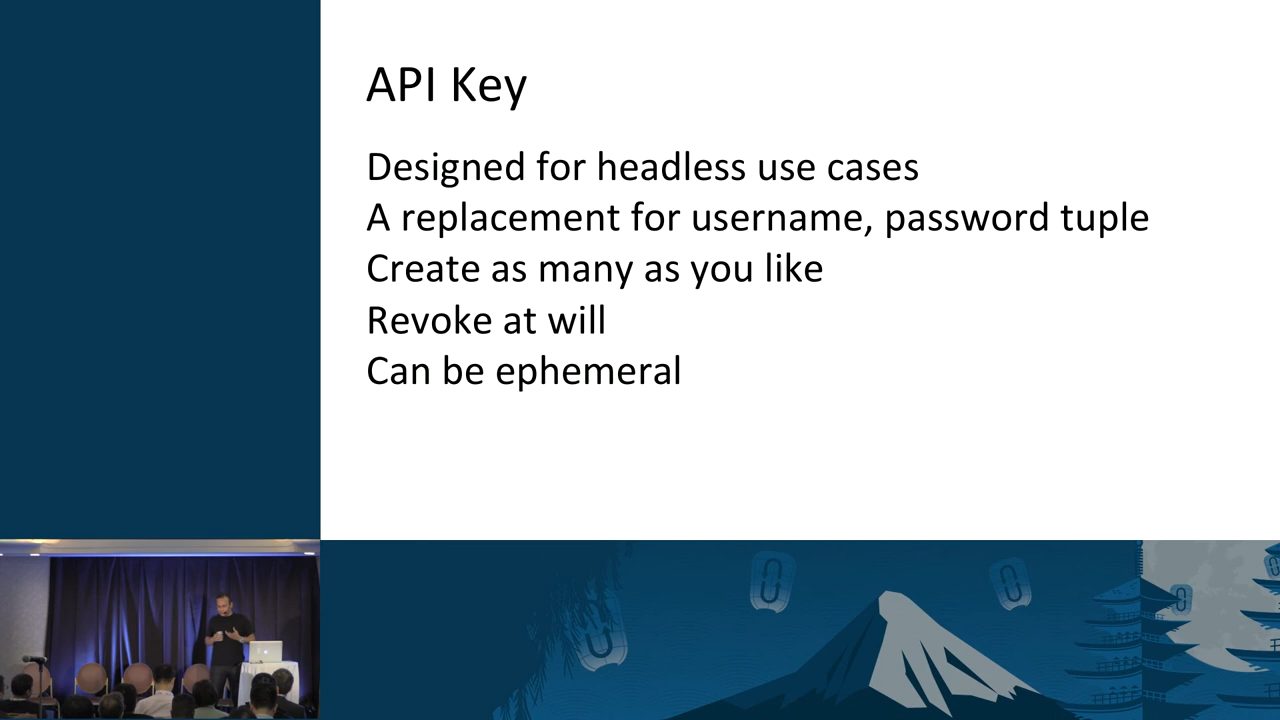 API Key
Designed for headless use cases
A replacement for username, password tuple
Create as many as you like
Revoke at will
Can be ephemeral